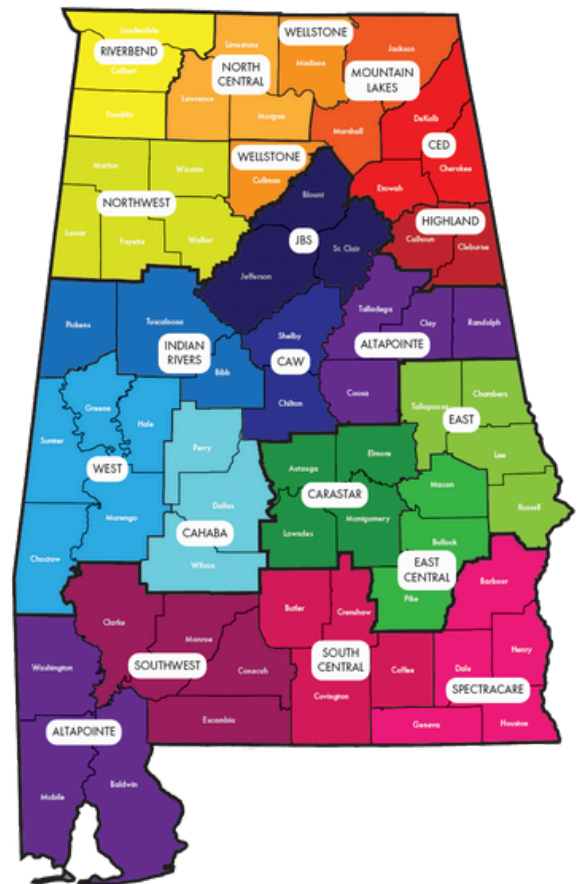 Lauderdale
RIVERBEND
Colbert
Franklin
Limestone
NORTH
CENTRAL
Lawrence
Morgan
WELLSTONE
Madison
Jackson
MOUNTAIN
LAKES
Marshall
DeKalb
CED
Cherokee
Etowah
WELLSTONE
Cullman
Marion
Winston
NORTHWEST
Lamar
Fayette
Walker
Blount
JBS
St. Clair
Jefferson
HIGHLAND
Calhoun
Cleburne
Pickens
Tuscaloosa
INDIAN
RIVERS
Bibb
Shelby
CAW
Chilton
Talladega
Clay
Randolph
ALTAPOINTE
Coosa
Tallapoosa
Chambers
EAST
Lee
Russell
Greene
Hale
Sumter
WEST
Marengo
Choctaw
Perry
Dallas
CAHABA
Wilcox
Autauga
Elmore
CARASTAR
Lowndes
Montgomery
Macon
Bullock
EAST
CENTRAL
Pike
Barbour
Henry
Dale
SPECTRACARE
Geneva
Houston
Butler
Crenshaw
SOUTH
CENTRAL
Coffee
Covington
Clarke
Monroe
SOUTHWEST
Conecuh
Escambia
Washington
ALTAPOINTE
Mobile
Baldwin